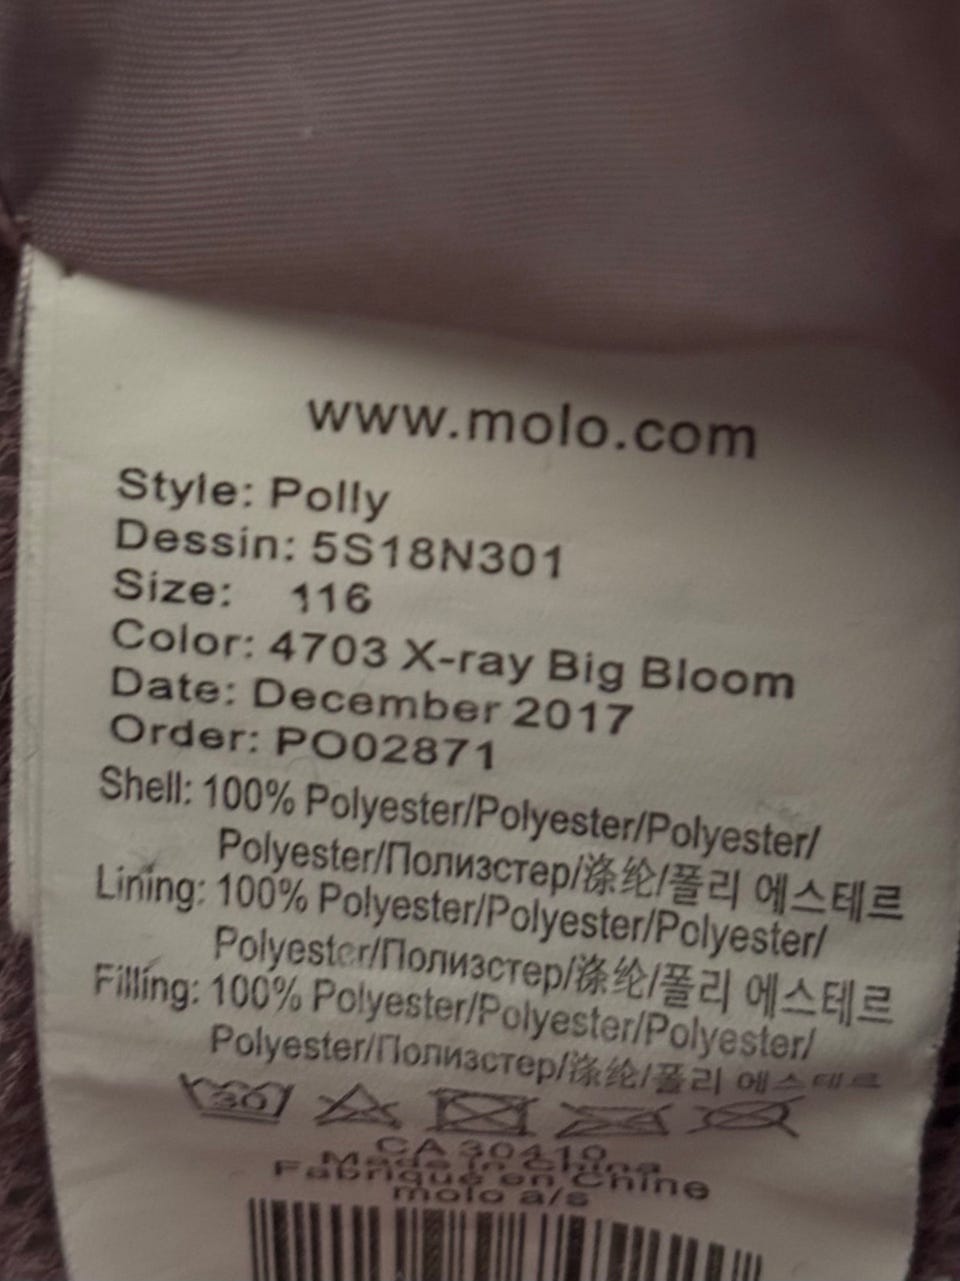 www.molo.com
Style: Polly
Dessin: 5S18N301
Size: 116
Color: 4703 X-ray Big Bloom
Date: December 2017
Order: PO02871
Shell: 100% Polyester/Polyester/Polyester/
Polyester/Полизстер/涤纶/폴리 에스테르
Lining: 100% Polyester/Polyester/Polyester/
Polyester/Полизстер/涤纶/폴리 에스테르
Filling: 100% Polyester/Polyester/Polyester/
Polyester/Полизстер/涤纶/폴리 에스테르
30
CA 30410
Made in China
Fabriqué en Chine
molo a/s